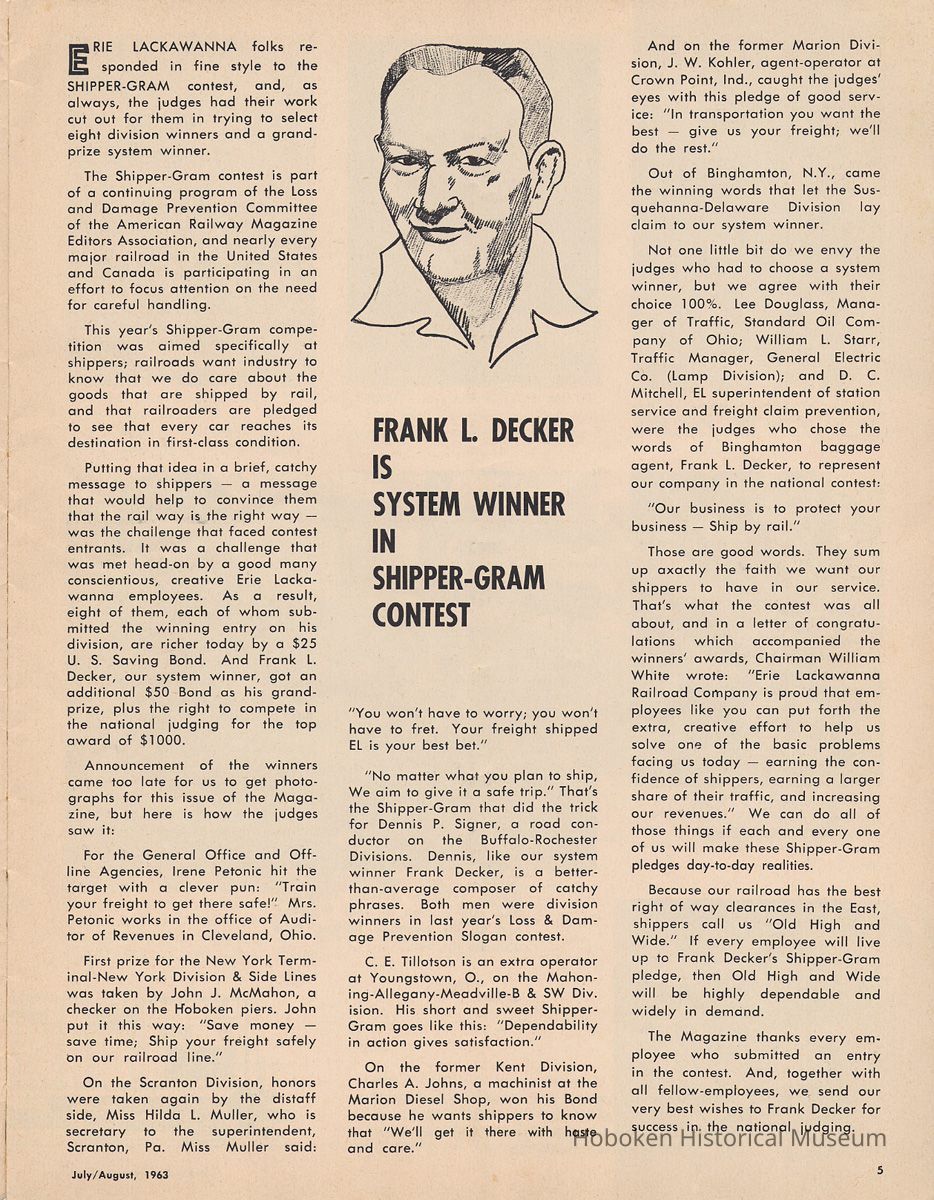 ERIE LACKAWANNA folks re-
sponded in fine style to the
SHIPPER-GRAM contest, and, as
always, the judges had their work
cut out for them in trying to select
eight division winners and a grand-
prize system winner.
The Shipper-Gram contest is part
of a continuing program of the Loss
and Damage Prevention Committee
of the American Railway Magazine
Editors Association, and nearly every
major railroad in the United States
and Canada is participating in an
effort to focus attention on the need
for careful handling.
This year's Shipper-Gram compe-
tition was aimed specifically at
shippers; railroads want industry to
know that we do care about the
goods that are shipped by rail,
and that railroaders are pledged
to see that every car reaches its
destination in first-class condition.
Putting that idea in a brief, catchy
message to shippers — a message
that would help to convince them
that the rail way is the right way —
was the challenge that faced contest
entrants. It was a challenge that
was met head-on by a good many
conscientious, creative Erie Lacka-
wanna employees. As a result,
eight of them, each of whom sub-
mitted the winning entry on his
division, are richer today by a $25
U. S. Saving Bond. And Frank L.
Decker, our system winner, got an
additional $50 Bond as his grand-
prize, plus the right to compete in
the national judging for the top
award of $1000.
Announcement of the winners
came too late for us to get photo-
graphs for this issue of the Maga-
zine, but here is how the judges
saw it:
For the General Office and Off-
line Agencies, Irene Petonic hit the
target with a clever pun: "Train
your freight to get there safe!" Mrs.
Petonic works in the office of Audi-
tor of Revenues in Cleveland, Ohio.
First prize for the New York Term-
inal-New York Division & Side Lines
was taken by John J. McMahon, a
checker on the Hoboken piers. John
put it this way: "Save money —
save time; Ship your freight safely
on our railroad line."
On the Scranton Division, honors
were taken again by the distaff
side, Miss Hilda L. Muller, who is
secretary to the superintendent,
Scranton, Pa. Miss Muller said:
FRANK L. DECKER
IS
SYSTEM WINNER
IN
SHIPPER-GRAM
CONTEST
"You won't have to worry; you won't
have to fret. Your freight shipped
EL is your best bet."
"No matter what you plan to ship,
We aim to give it a safe trip." That's
the Shipper-Gram that did the trick
for Dennis P. Signer, a road con-
ductor on the Buffalo-Rochester
Divisions. Dennis, like our system
winner Frank Decker, is a better-
than-average composer of catchy
phrases. Both men were division
winners in last year's Loss & Dam-
age Prevention Slogan contest.
C. E. Tillotson is an extra operator
at Youngstown, O., on the Mahon-
ing-Allegany-Meadville-B & SW Div.
ision. His short and sweet Shipper-
Gram goes like this: "Dependability
in action gives satisfaction."
On the former Kent Division,
Charles A. Johns, a machinist at the
Marion Diesel Shop, won his Bond
because he wants shippers to know
that "We'll get it there with haste
and care."
And on the former Marion Divi-
sion, J. W. Kohler, agent-operator at
Crown Point, Ind., caught the judges'
eyes with this pledge of good serv-
ice: "In transportation you want the
best — give us your freight; we'll
do the rest."
Out of Binghamton, N.Y., came
the winning words that let the Sus-
quehanna-Delaware Division lay
claim to our system winner.
Not one little bit do we envy the
judges who had to choose a system
winner, but we agree with their
choice 100%. Lee Douglass, Mana-
ger of Traffic, Standard Oil Com-
pany of Ohio; William L. Starr,
Traffic Manager, General Electric
Co. (Lamp Division); and D. C.
Mitchell, EL superintendent of station
service and freight claim prevention,
were the judges who chose the
words of Binghamton baggage
agent, Frank L. Decker, to represent
our company in the national contest:
"Our business is to protect your
business — Ship by rail."
Those are good words. They sum
up axactly the faith we want our
shippers to have in our service.
That's what the contest was all
about, and in a letter of congratu-
lations which accompanied the
winners' awards, Chairman William
White wrote: "Erie Lackawanna
Railroad Company is proud that em-
ployees like you can put forth the
extra, creative effort to help us
solve one of the basic problems
facing us today — earning the con-
fidence of shippers, earning a larger
share of their traffic, and increasing
our revenues." We can do all of
those things if each and every one
of us will make these Shipper-Gram
pledges day-to-day realities.
Because our railroad has the best
right of way clearances in the East,
shippers call us "Old High and
Wide." If every employee will live
up to Frank Decker's Shipper-Gram
pledge, then Old High and Wide
will be highly dependable and
widely in demand.
The Magazine thanks every em-
ployee who submitted an entry
in the contest. And, together with
all fellow-employees, we send our
very best wishes to Frank Decker for
success in the national judging.
Hoboken Historical Museum
July/August, 1963
5